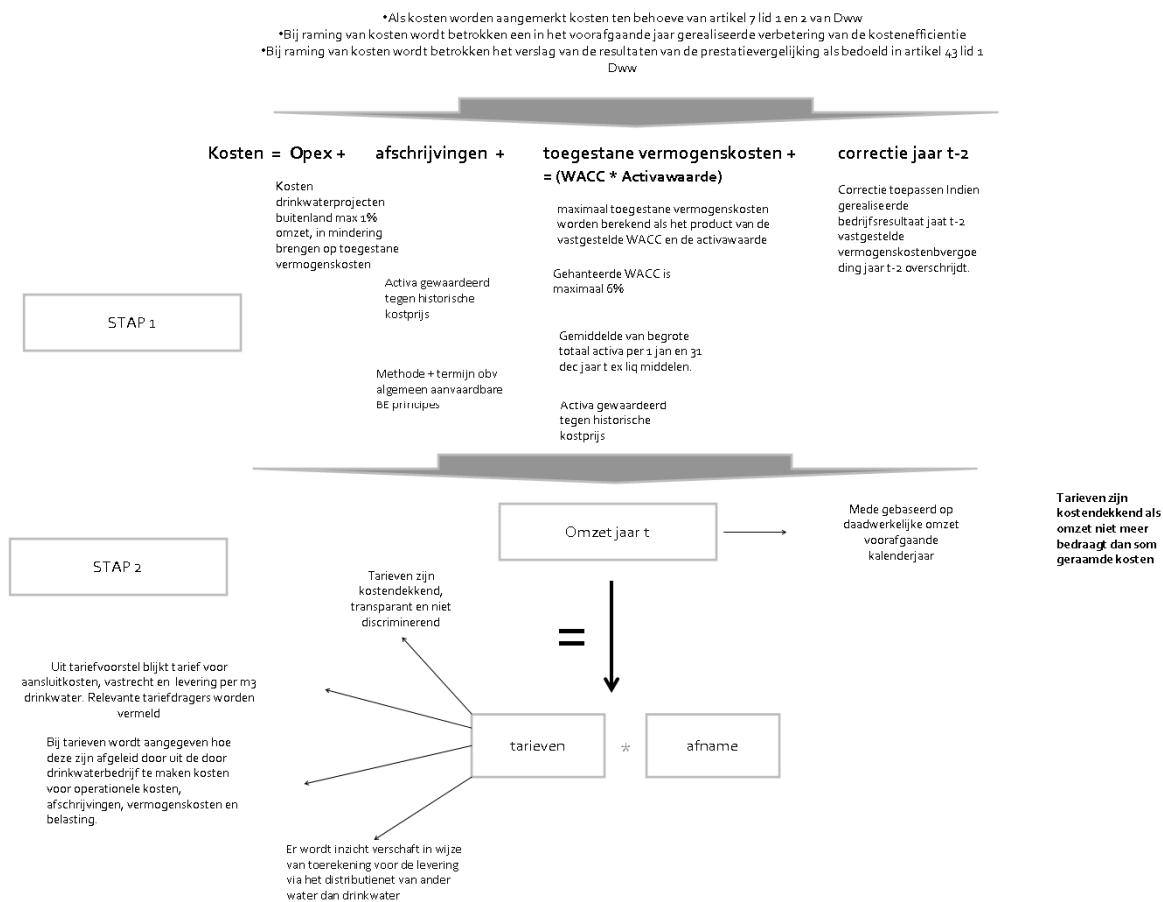 •Als kosten worden aangemerkt kosten ten behoeve van artikel 7 lid 1 en 2 van Dww
•Bij raming van kosten wordt betrokken een in het voorafgaande jaar gerealiseerde verbetering van de kostenefficientie
•Bij raming van kosten wordt betrokken het verslag van de resultaten van de prestatievergelijking als bedoeld in artikel 43 lid 1
Dww
Kosten = Opex + afschrijvingen + toegestane vermogenskosten + correctie jaar t-2
= (WACC * Activawaarde)
Kosten
drinkwaterprojecten
buitenland max 1%
omzet, in mindering
brengen op toegestane
vermogenskosten
Activa gewaardeerd
tegen historische
kostprijs
Methode + termijn obv
algemeen aanvaardbare
BE principes
maximaal toegestane vermogenskosten
worden berekend als het product van de
vastgestelde WACC en de activawaarde
Gehanteerde WACC is
maximaal 6%
Gemiddelde van begrote
totaal activa per 1 jan en 31
dec jaar t ex liq middelen.
Activa gewaardeerd
tegen historische
kostprijs
Correctie toepassen Indien
gerealiseerde
bedrijfsresultaat jaat t-2
vastgestelde
vermogenskostenbvergoe
ding jaar t-2 overschrijdt.
STAP 1
STAP 2
Omzet jaar t
Mede gebaseerd op
daadwerkelijke omzet
voorafgaande
kalenderjaar
Tarieven zijn
kostendekkend als
omzet niet meer
bedraagt dan som
geraamde kosten
Tarieven zijn
kostendekkend,
transparant en niet
discriminerend
=
Uit tariefvoorstel blijkt tarief voor
aansluitkosten, vastrecht en levering per m3
drinkwater. Relevante tariefdragers worden
vermeld
tarieven * afname
Bij tarieven wordt aangegeven hoe
deze zijn afgeleid door uit de door
drinkwaterbedrijf te maken kosten
voor operationele kosten,
afschrijvingen, vermogenskosten en
belasting.
Er wordt inzicht verschaft in wijze
van toerekening voor de levering
via het distributienet van ander
water dan drinkwater